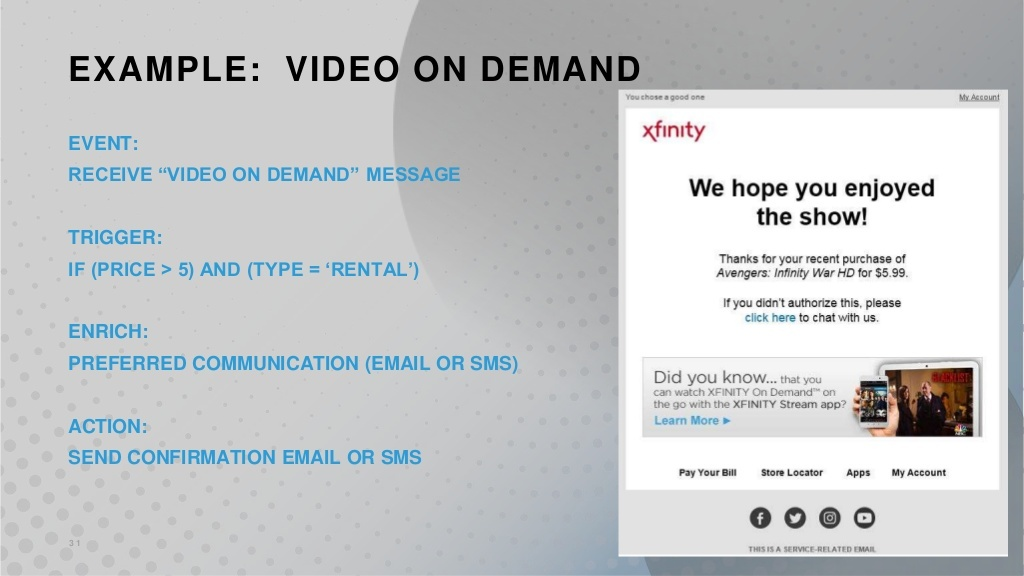 EXAMPLE: VIDEO ON DEMAND
EVENT:
RECEIVE “VIDEO ON DEMAND” MESSAGE
TRIGGER:
IF (PRICE > 5) AND (TYPE = ‘RENTAL’)
ENRICH:
PREFERRED COMMUNICATION (EMAIL OR SMS)
ACTION:
SEND CONFIRMATION EMAIL OR SMS
31
You chose a good one
My Account
xfinity
We hope you enjoyed
the show!
Thanks for your recent purchase of
Avengers: Infinity War HD for $5.99.
If you didn’t authorize this, please
click here to chat with us.
Did you know... that you
can watch XFINITY On Demand™ on
the go with the XFINITY Stream app?
Learn More ►
Pay Your Bill Store Locator Apps My Account
THIS IS A SERVICE-RELATED EMAIL